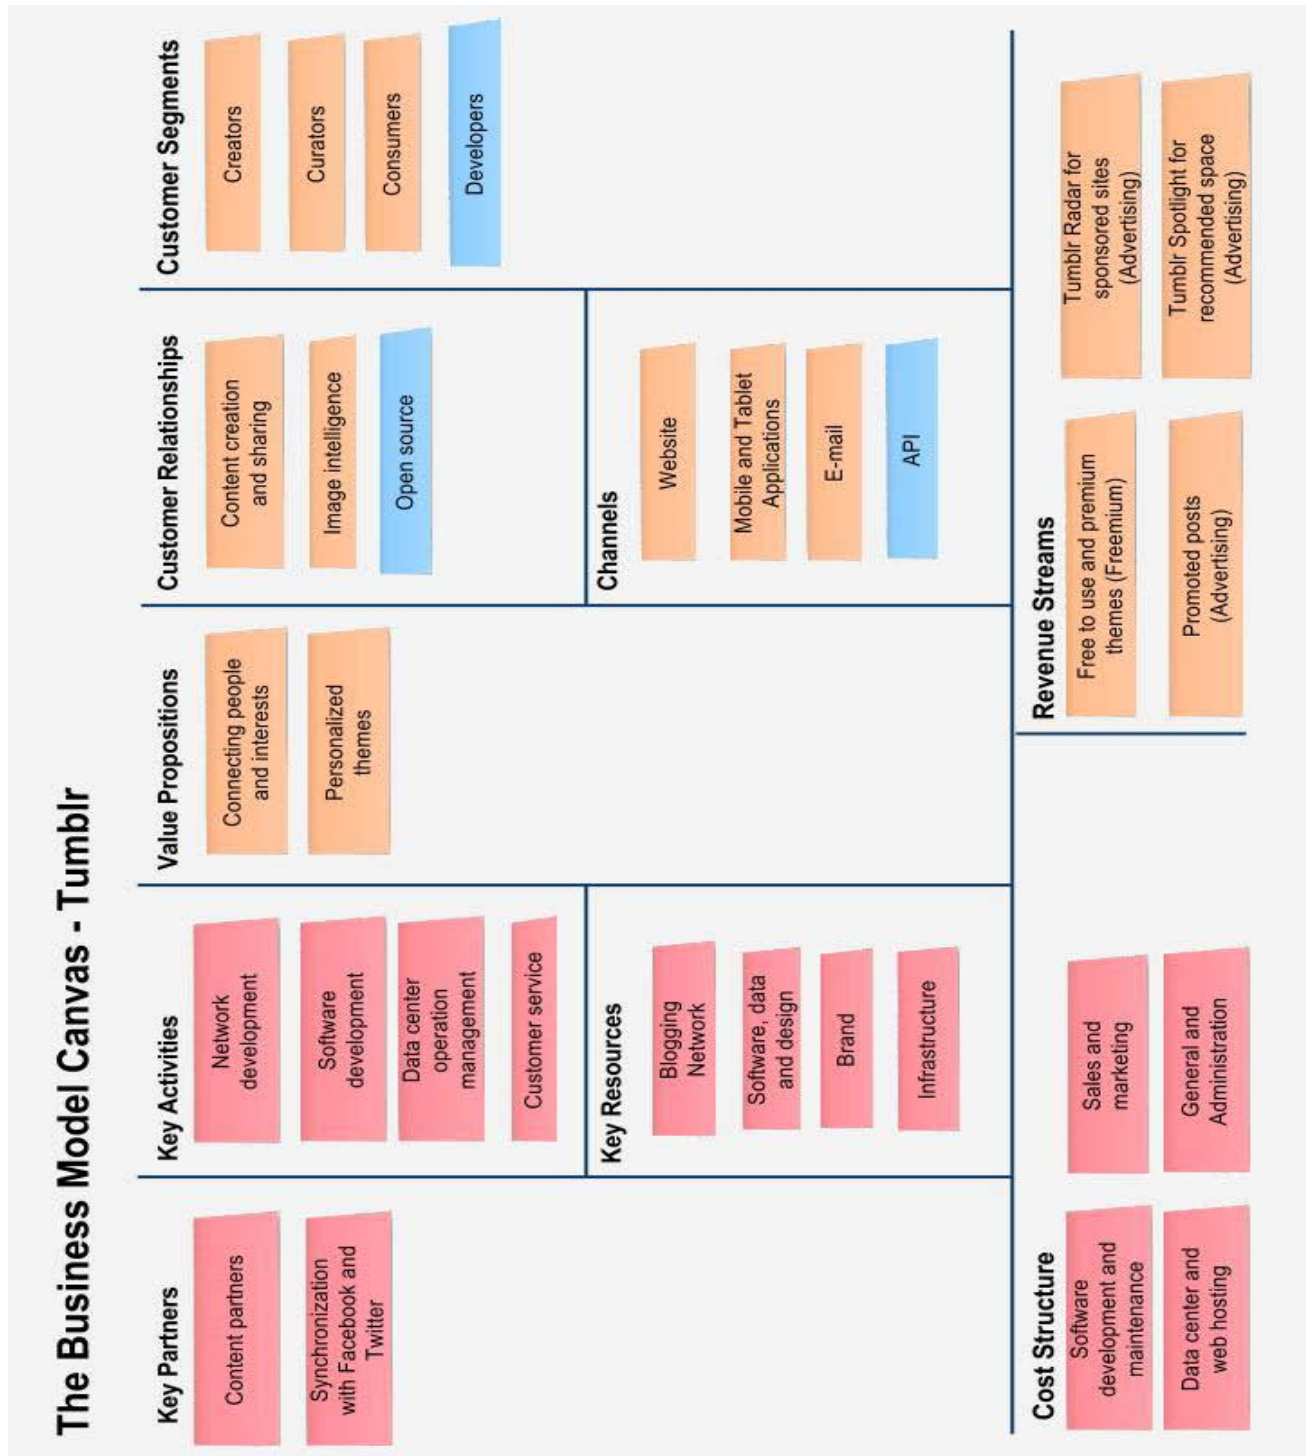 The Business Model Canvas - Tumblr
Key Partners
Content partners
Synchronization
with Facebook and
Twitter
Key Activities
Network
development
Software
development
Data center
operation
management
Customer service
Key Resources
Blogging
Network
Software, data
and design
Brand
Infrastructure
Value Propositions
Connecting people
and interests
Personalized
themes
Customer Relationships
Content creation
and sharing
Image intelligence
Open source
Channels
Website
Mobile and Tablet
Applications
E-mail
API
Customer Segments
Creators
Curators
Consumers
Developers
Cost Structure
Software
development and
maintenance
Data center and
web hosting
Sales and
marketing
General and
Administration
Revenue Streams
Free to use and premium
themes (Freemium)
Promoted posts
(Advertising)
Tumblr Radar for
sponsored sites
(Advertising)
Tumblr Spotlight for
recommended space
(Advertising)